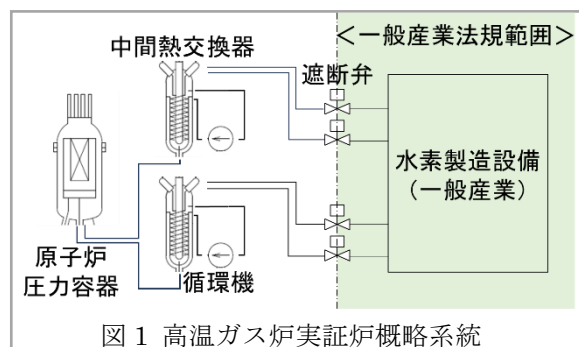 中間熱交換器
＜一般産業法規範囲＞
遮断弁
水素製造設備
（一般産業）
原子炉
圧力容器
循環機
図1 高温ガス炉実証炉概略系統